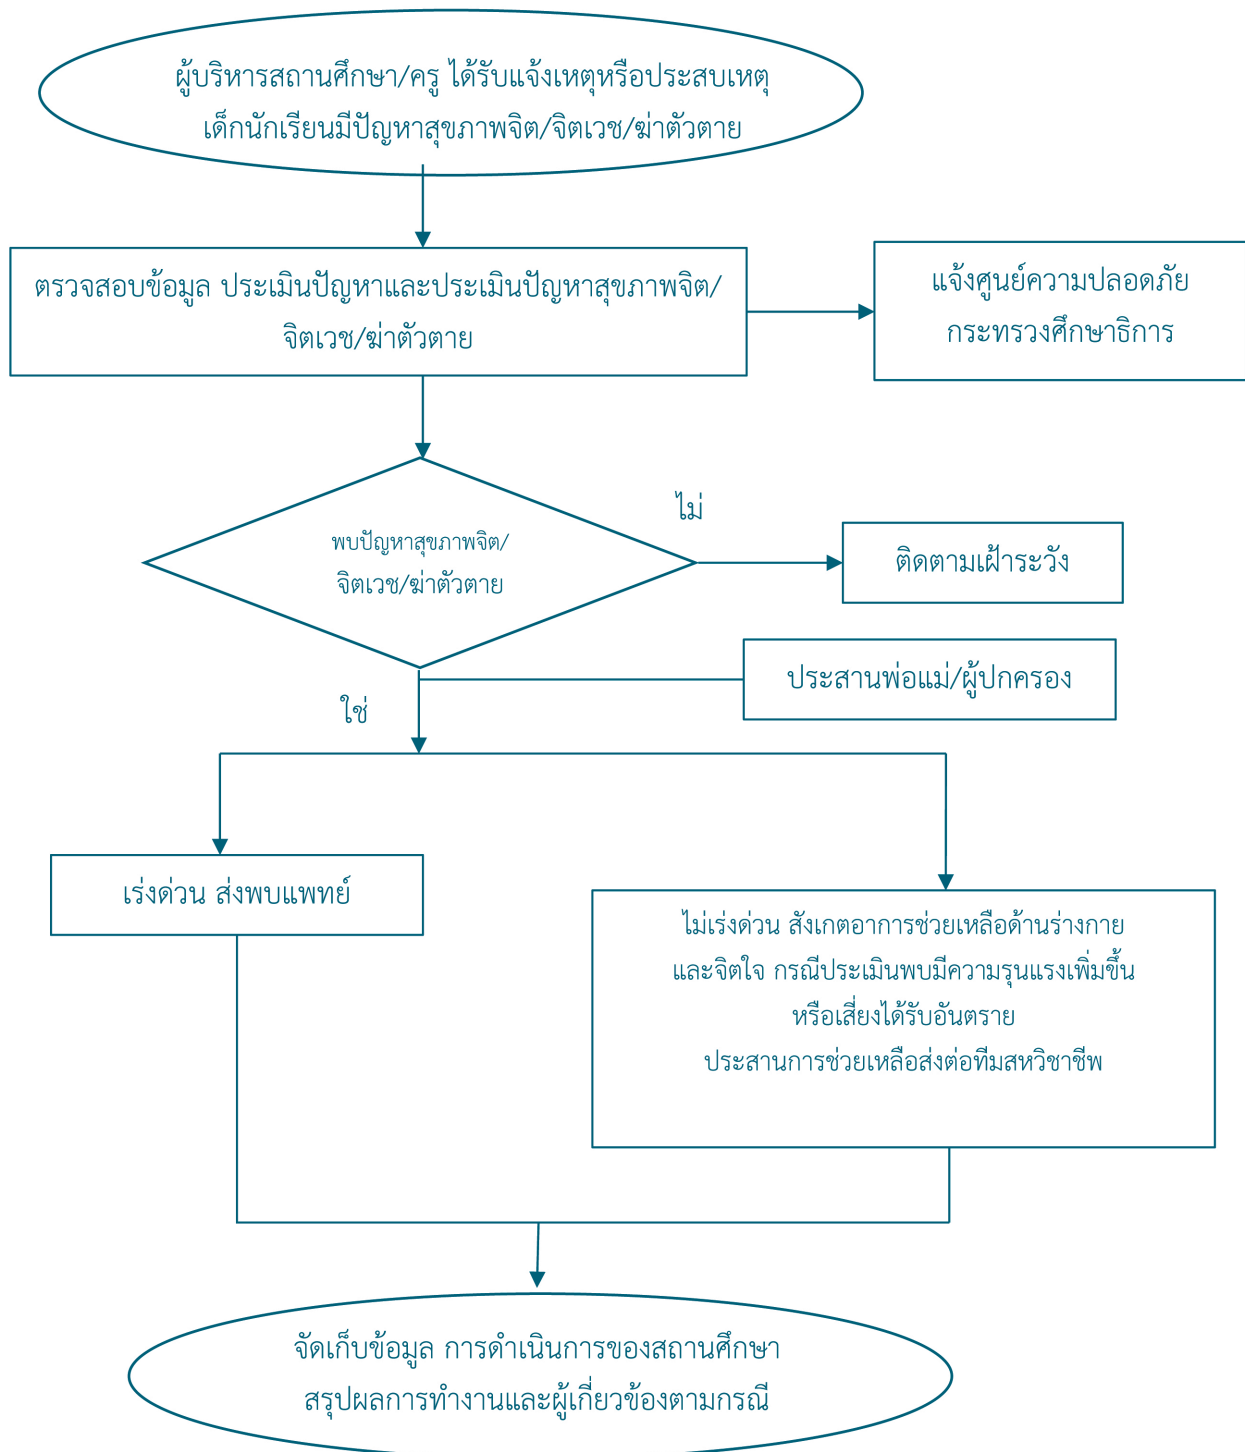 ผู้บริหารสถานศึกษา/ครู ได้รับแจ้งเหตุหรือประสบเหตุ
เด็กนักเรียนมีปัญหาสุขภาพจิต/จิตเวช/ฆ่าตัวตาย
ตรวจสอบข้อมูล ประเมินปัญหาและประเมินปัญหาสุขภาพจิต/
จิตเวช/ฆ่าตัวตาย
แจ้งศูนย์ความปลอดภัย
กระทรวงศึกษาธิการ
พบปัญหาสุขภาพจิต/
จิตเวช/ฆ่าตัวตาย
ไม่
ติดตามเฝ้าระวัง
ประสานพ่อแม่/ผู้ปกครอง
ใช่
เร่งด่วน ส่งพบแพทย์
ไม่เร่งด่วน สังเกตอาการช่วยเหลือด้านร่างกาย
และจิตใจ กรณีประเมินพบมีความรุนแรงเพิ่มขึ้น
หรือเสี่ยงได้รับอันตราย
ประสานการช่วยเหลือส่งต่อทีมสหวิชาชีพ
จัดเก็บข้อมูล การดำเนินการของสถานศึกษา
สรุปผลการทำงานและผู้เกี่ยวข้องตามกรณี